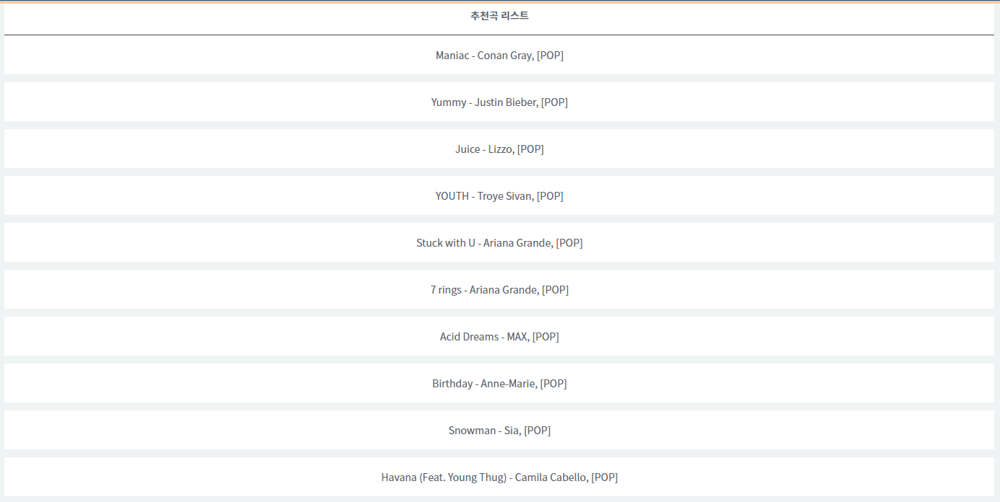 추천곡 리스트
Maniac - Conan Gray, [POP]
Yummy - Justin Bieber, [POP]
Juice - Lizzo, [POP]
YOUTH - Troye Sivan, [POP]
Stuck with U - Ariana Grande, [POP]
7 rings - Ariana Grande, [POP]
Acid Dreams - MAX, [POP]
Birthday - Anne-Marie, [POP]
Snowman - Sia, [POP]
Havana (Feat. Young Thug) - Camila Cabello, [POP]